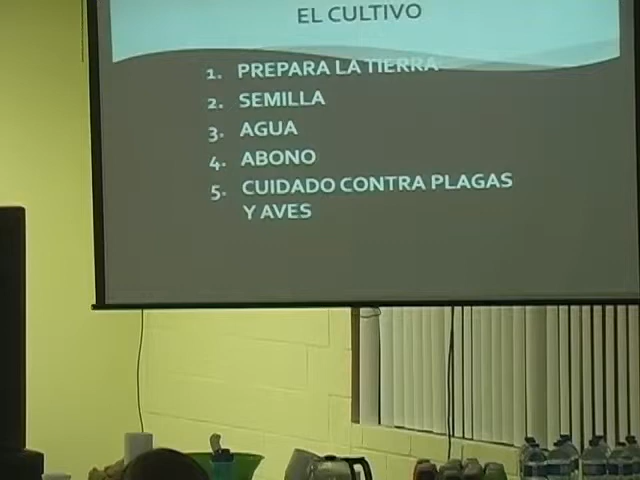 EL CULTIVO
1. PREPARA LA TIERRA
2. SEMILLA
3. AGUA
4. ABONO
5. CUIDADO CONTRA PLAGAS
Y AVES